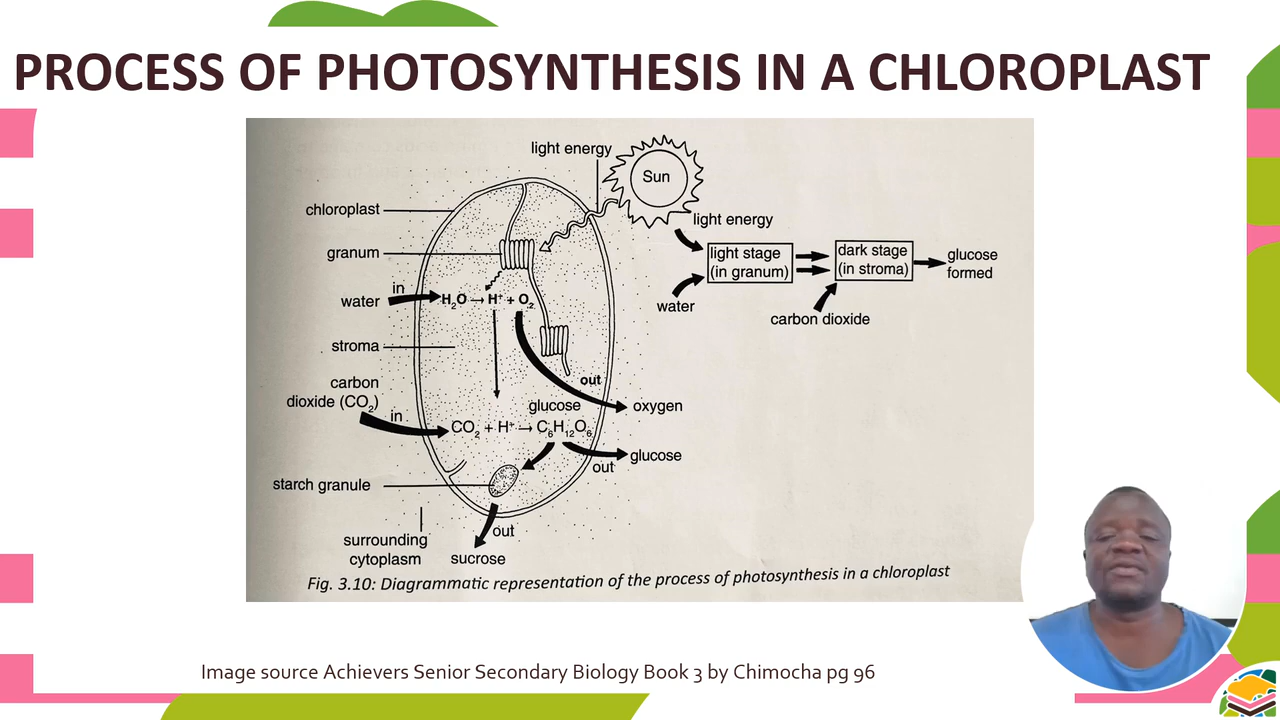 PROCESS OF PHOTOSYNTHESIS IN A CHLOROPLAST
light energy
Sun
chloroplast
light energy
granum
light stage
(in granum)
dark stage
(in stroma)
glucose
formed
in
water
H₂O → H⁺ + O₂
water
carbon dioxide
stroma
carbon
dioxide (CO₂)
in
out
oxygen
glucose
CO₂ + H⁺ → C₆H₁₂O₆
glucose
out
starch granule
out
surrounding
cytoplasm
sucrose
Fig. 3.10: Diagrammatic representation of the process of photosynthesis in a chloroplast
Image source Achievers Senior Secondary Biology Book 3 by Chimocha pg 96